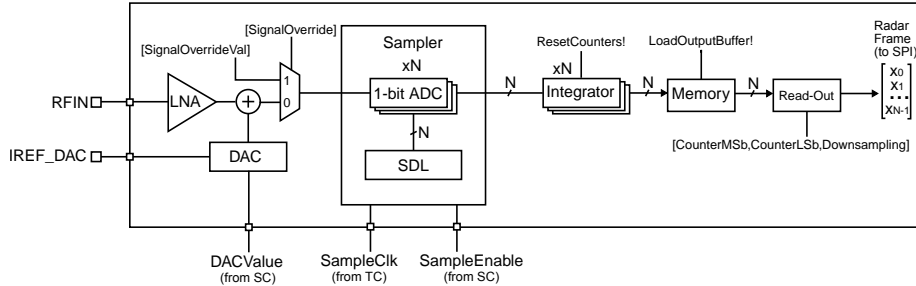 [SignalOverride]
[SignalOverrideVal]
RFIN
LNA
+
1
0
IREF_DAC
DAC
Sampler
xN
1-bit ADC
N
SDL
N
ResetCounters!
xN
Integrator
N
LoadOutputBuffer!
Memory
N
Read-Out
[CounterMSb,CounterLSb,Downsampling]
Radar
Frame
(to SPI)
X0
X1
...
XN-1
DACValue
(from SC)
SampleClk
(from TC)
SampleEnable
(from SC)